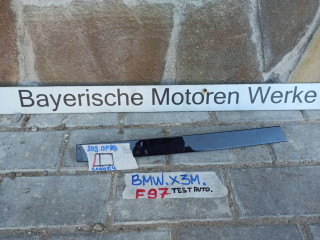 Bayerische Motoren Werke
BMW.X3M.
F97 TEST AUTO.